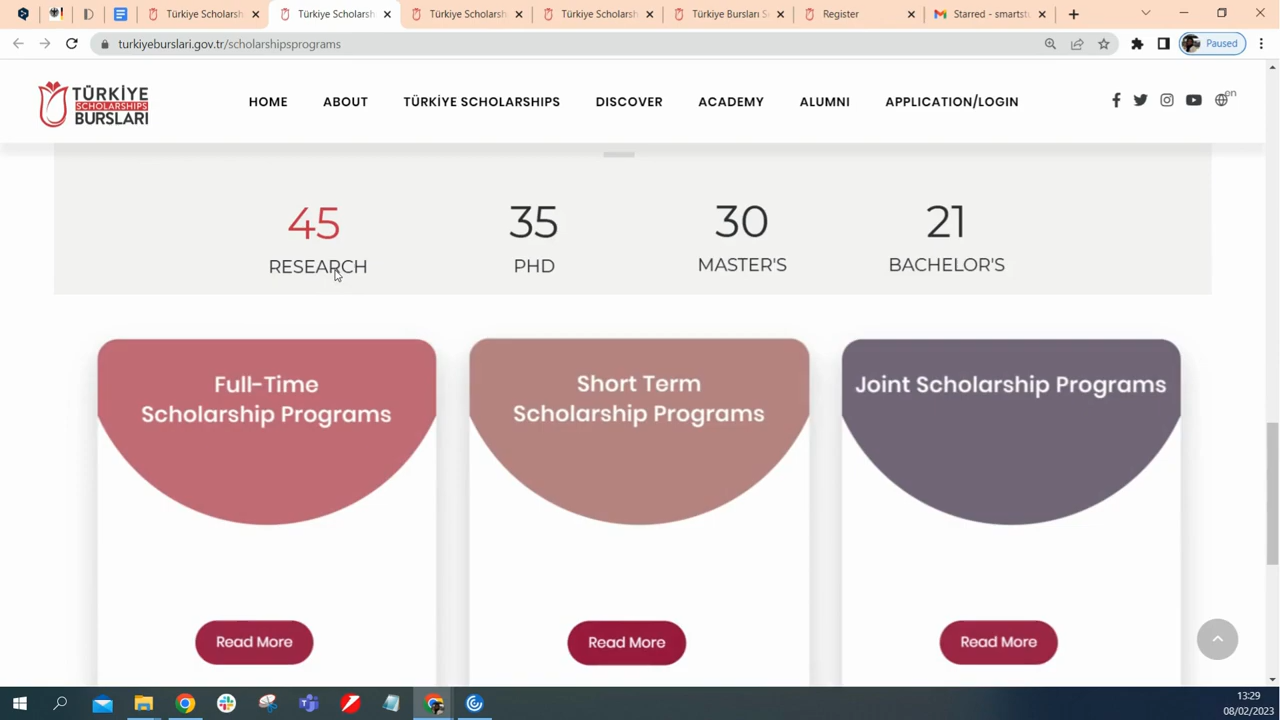 Türkiye Scholarsh
Türkiye Scholarsh
Türkiye Scholarsh
Türkiye Scholarsh
Türkiye Bursları S
Register
Starred - smartst
turkiyeburslari.gov.tr/scholarshipsprograms
Paused
TÜRKİYE
SCHOLARSHIPS
BURSLARI
HOME
ABOUT
TÜRKİYE SCHOLARSHIPS
DISCOVER
ACADEMY
ALUMNI
APPLICATION/LOGIN
en
45
35
30
21
RESEARCH
PHD
MASTER'S
BACHELOR'S
Full-Time
Scholarship Programs
Short Term
Scholarship Programs
Joint Scholarship Programs
Read More
Read More
Read More
13:29
08/02/2023